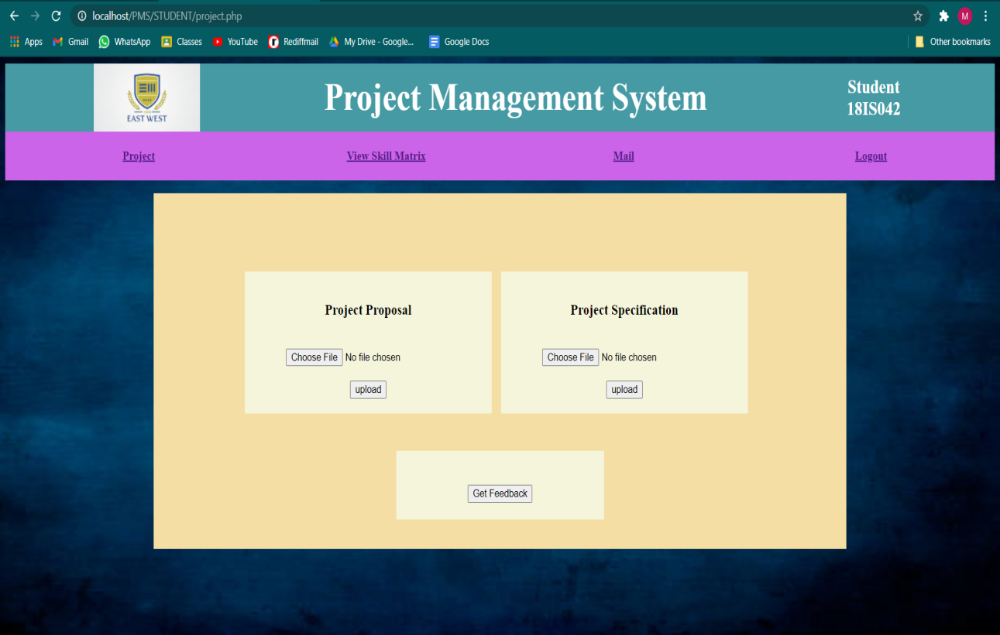 localhost/PMS/STUDENT/project.php
M
Apps
Gmail
WhatsApp
Classes
YouTube
Rediffmail
My Drive - Google...
Google Docs
Other bookmarks
EAST WEST
Project Management System
Student
18IS042
Project
View Skill Matrix
Mail
Logout
Project Proposal
Project Specification
Choose File No file chosen
Choose File No file chosen
upload
upload
Get Feedback